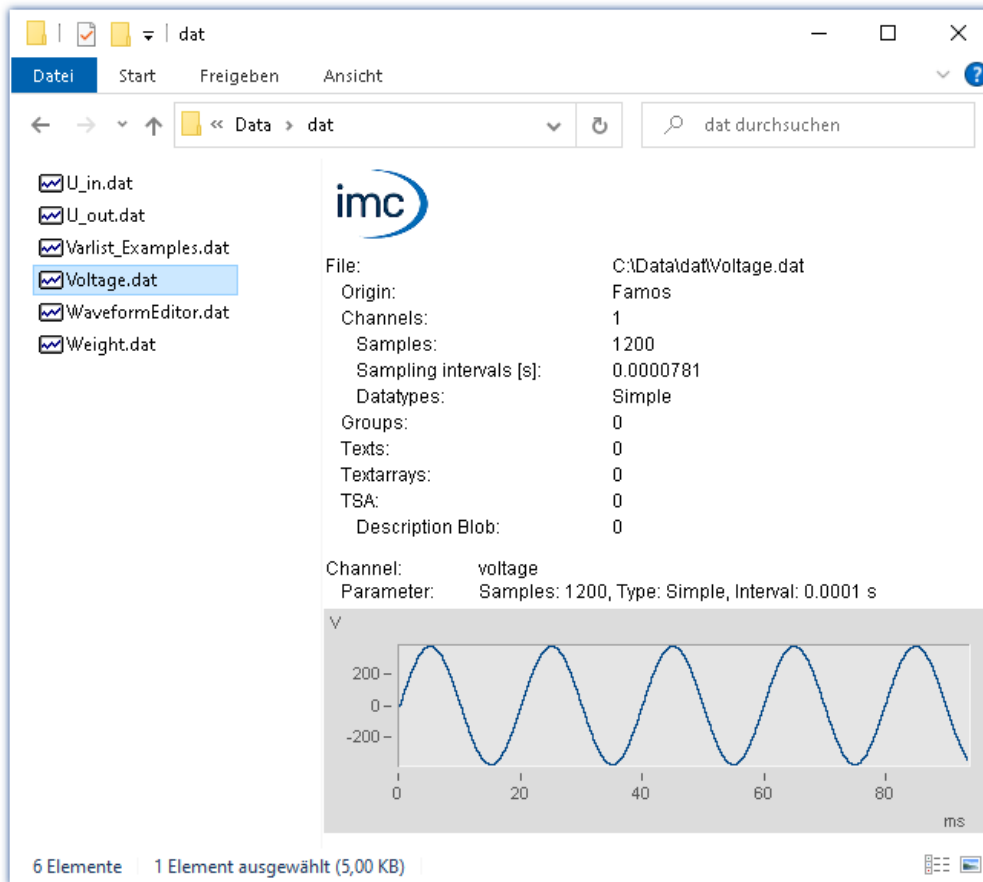 dat
Datei Start Freigeben Ansicht ?
« Data › dat dat durchsuchen
U_in.dat
U_out.dat
Varlist_Examples.dat
Voltage.dat
WaveformEditor.dat
Weight.dat
imc
File: C:\Data\dat\Voltage.dat
Origin: Famos
Channels: 1
Samples: 1200
Sampling intervals [s]: 0.0000781
Datatypes: Simple
Groups: 0
Texts: 0
Textarrays: 0
TSA: 0
Description Blob: 0
Channel: voltage
Parameter: Samples: 1200, Type: Simple, Interval: 0.0001 s
V
200
0
-200
0 20 40 60 80
ms
6 Elemente 1 Element ausgewählt (5,00 KB)